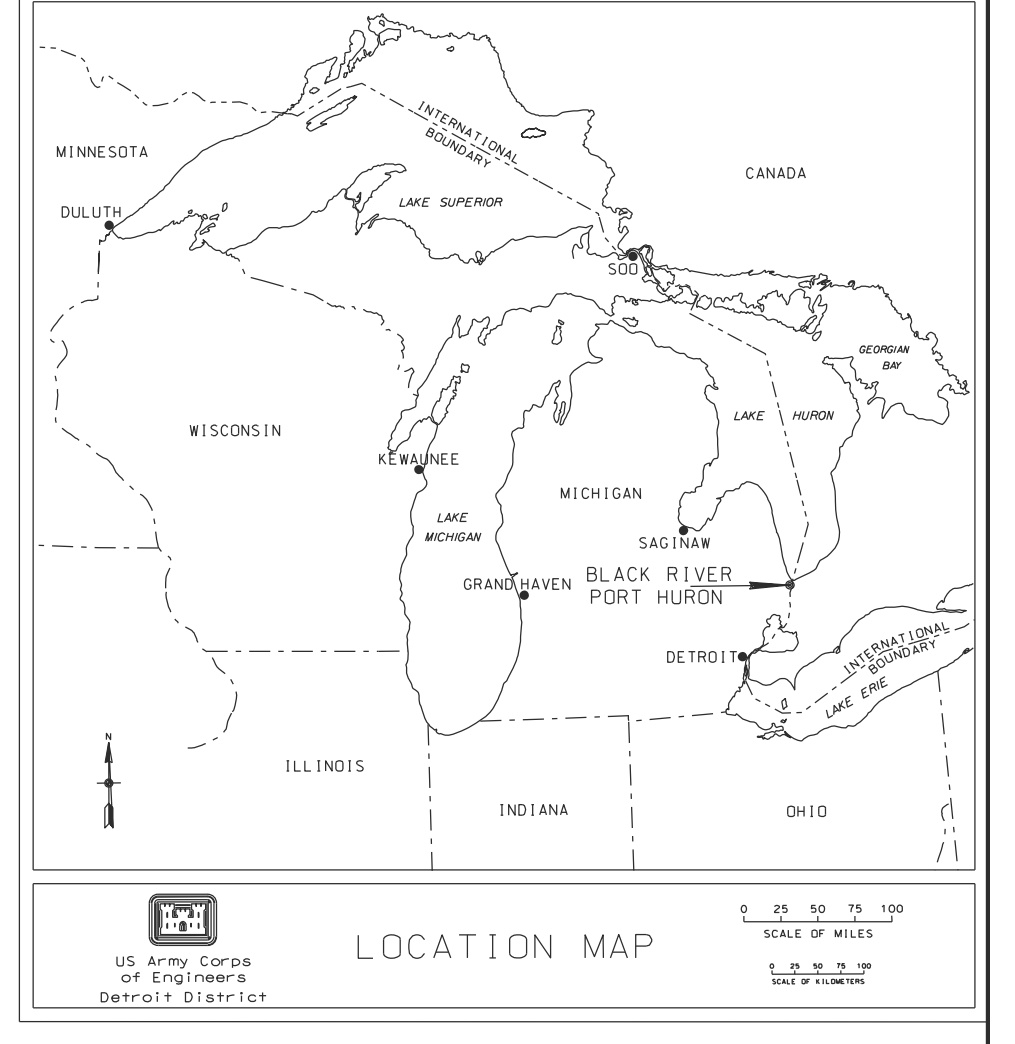 INTERNATIONAL
BOUNDARY
MINNESOTA
CANADA
DULUTH
LAKE SUPERIOR
SOO
GEORGIAN
BAY
LAKE HURON
WISCONSIN
KEWAUNEE
MICHIGAN
LAKE
MICHIGAN
SAGINAW
GRAND HAVEN
BLACK RIVER
PORT HURON
DETROIT
INTERNATIONAL
BOUNDARY
LAKE ERIE
N
ILLINOIS
INDIANA
OHIO
US Army Corps
of Engineers
Detroit District
LOCATION MAP
0 25 50 75 100
SCALE OF MILES
0 25 50 75 100
SCALE OF KILOMETERS